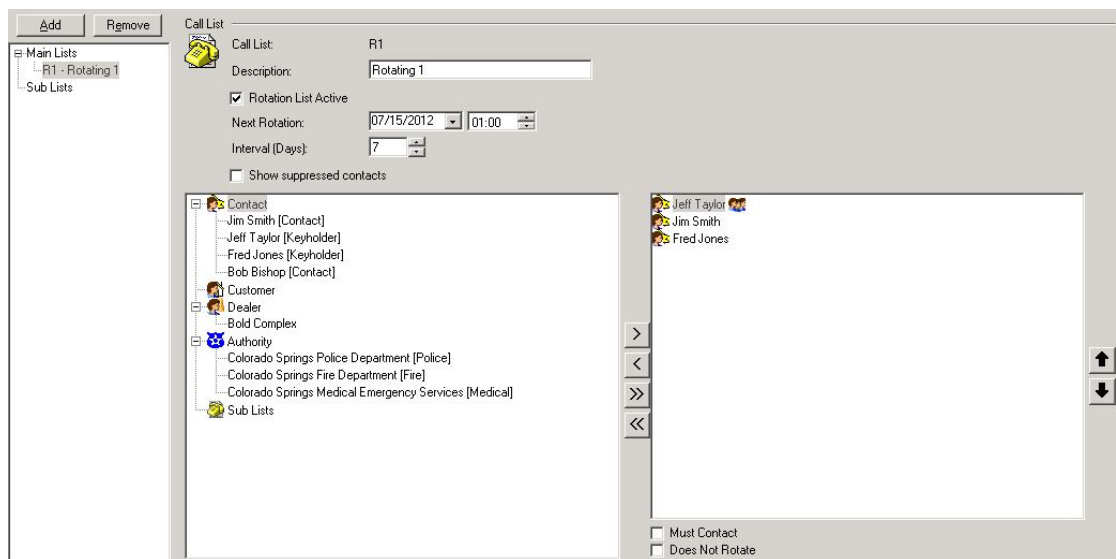 Add Remove
Main Lists
R1 - Rotating 1
Sub Lists
Call List
Call List: R1
Description: Rotating 1
Rotation List Active
Next Rotation: 07/15/2012 01:00
Interval (Days): 7
Show suppressed contacts
Contact
Jim Smith [Contact]
Jeff Taylor [Keyholder]
Fred Jones [Keyholder]
Bob Bishop [Contact]
Customer
Dealer
Bold Complex
Authority
Colorado Springs Police Department [Police]
Colorado Springs Fire Department [Fire]
Colorado Springs Medical Emergency Services [Medical]
Sub Lists
>
<
>>
<<
Jeff Taylor
Jim Smith
Fred Jones
Must Contact
Does Not Rotate